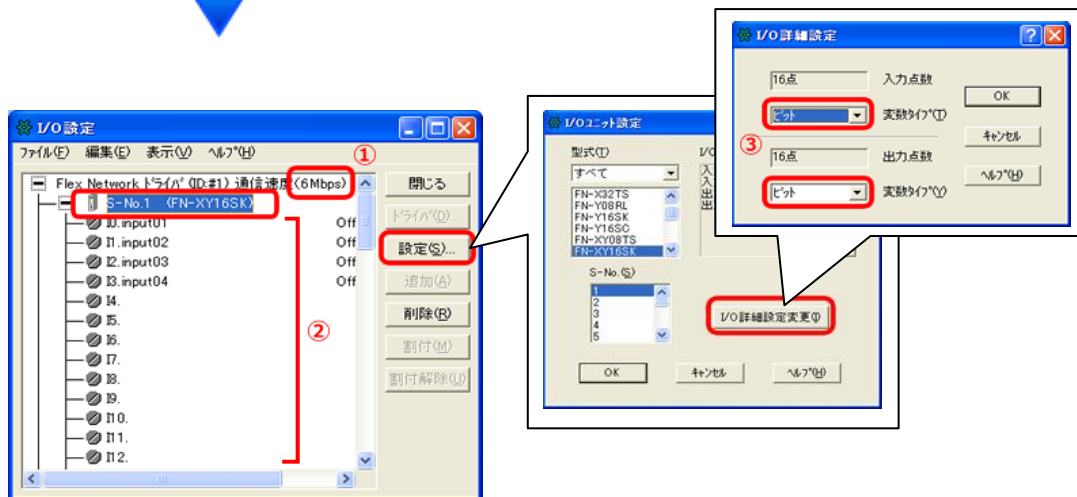 I/O 設定
ファイル(F) 編集(E) 表示(V) ヘルプ(H)
①
Flex Network ドライバ (ID:#1) 通信速度(6Mbps)
S-No.1 (FN-XY16SK)
I0.input01 Off
I1.input02 Off
I2.input03 Off
I3.input04 Off
I4.
I5.
I6.
I7.
I8.
I9.
I10.
I11.
I12.
②
閉じる
ドライバ(D)...
設定(S)...
追加(A)
削除(R)
割付(M)
割付解除(U)
I/Oユニット設定
型式(T)
すべて
FN-X32TS
FN-Y08RL
FN-Y16SK
FN-Y16SC
FN-XY08TS
FN-XY16SK
I/O
入
入
出
出
S-No.(S)
1
2
3
4
5
I/O詳細設定変更(I)
OK
キャンセル
ヘルプ(H)
I/O 詳細設定
16点 入力点数
ビット 変数タイプ(T)
③
16点 出力点数
ビット 変数タイプ(Y)
OK
キャンセル
ヘルプ(H)